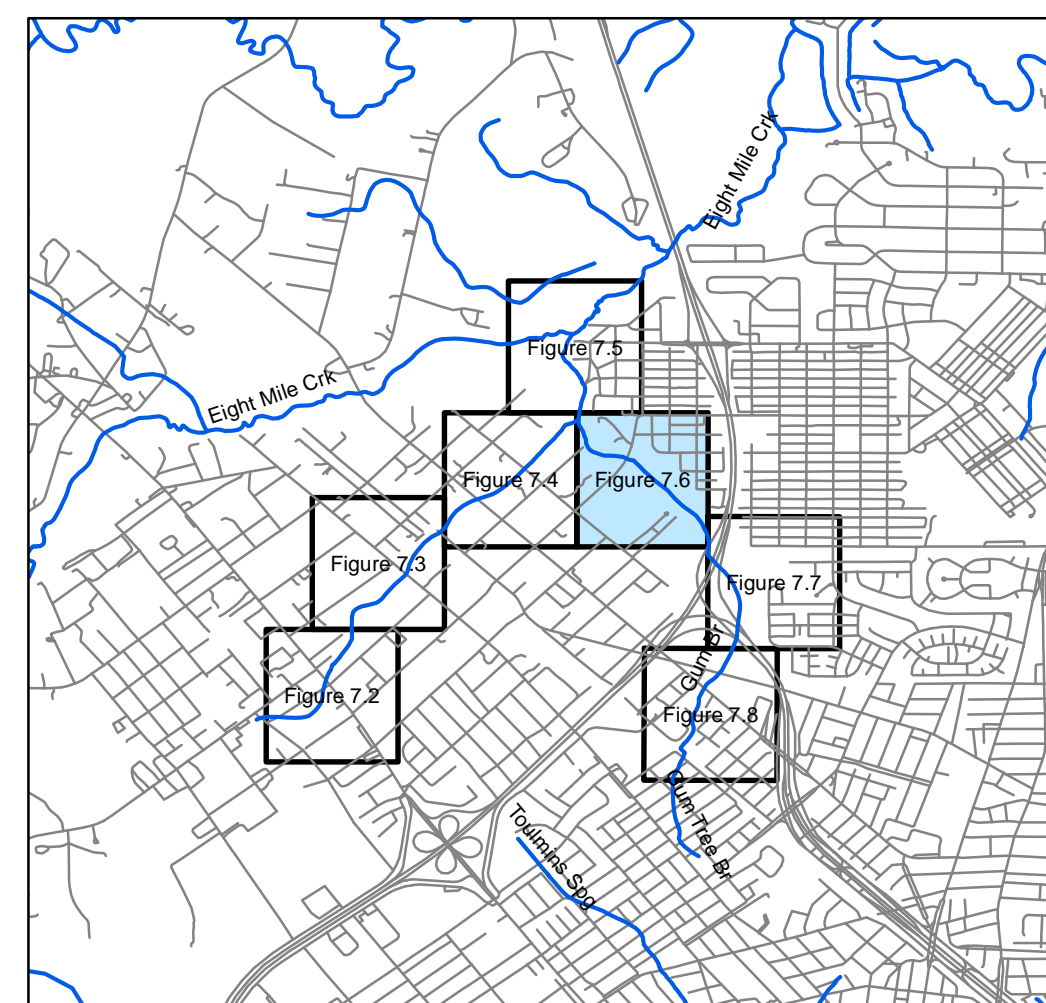 Eight Mile Crk
Figure 7.5
Eight Mile Crk
Figure 7.4
Figure 7.6
Figure 7.3
Figure 7.7
Gum Br
Figure 7.2
Figure 7.8
Gum Tree Br
Toulmins Spg